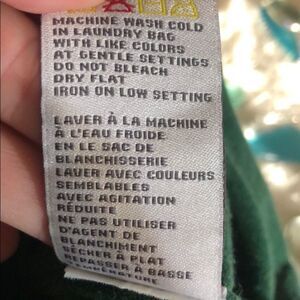 MACHINE WASH COLD
IN LAUNDRY BAG
WITH LIKE COLORS
AT GENTLE SETTINGS
DO NOT BLEACH
DRY FLAT
IRON ON LOW SETTING
LAVER À LA MACHINE
À L'EAU FROIDE
EN LE SAC DE
BLANCHISSERIE
LAVER AVEC COULEURS
SEMBLABLES
AVEC AGITATION
RÉDUITE
NE PAS UTILISER
D'AGENT DE
BLANCHIMENT
SÉCHER À PLAT
REPASSER À BASSE
TEMPÉRATURE